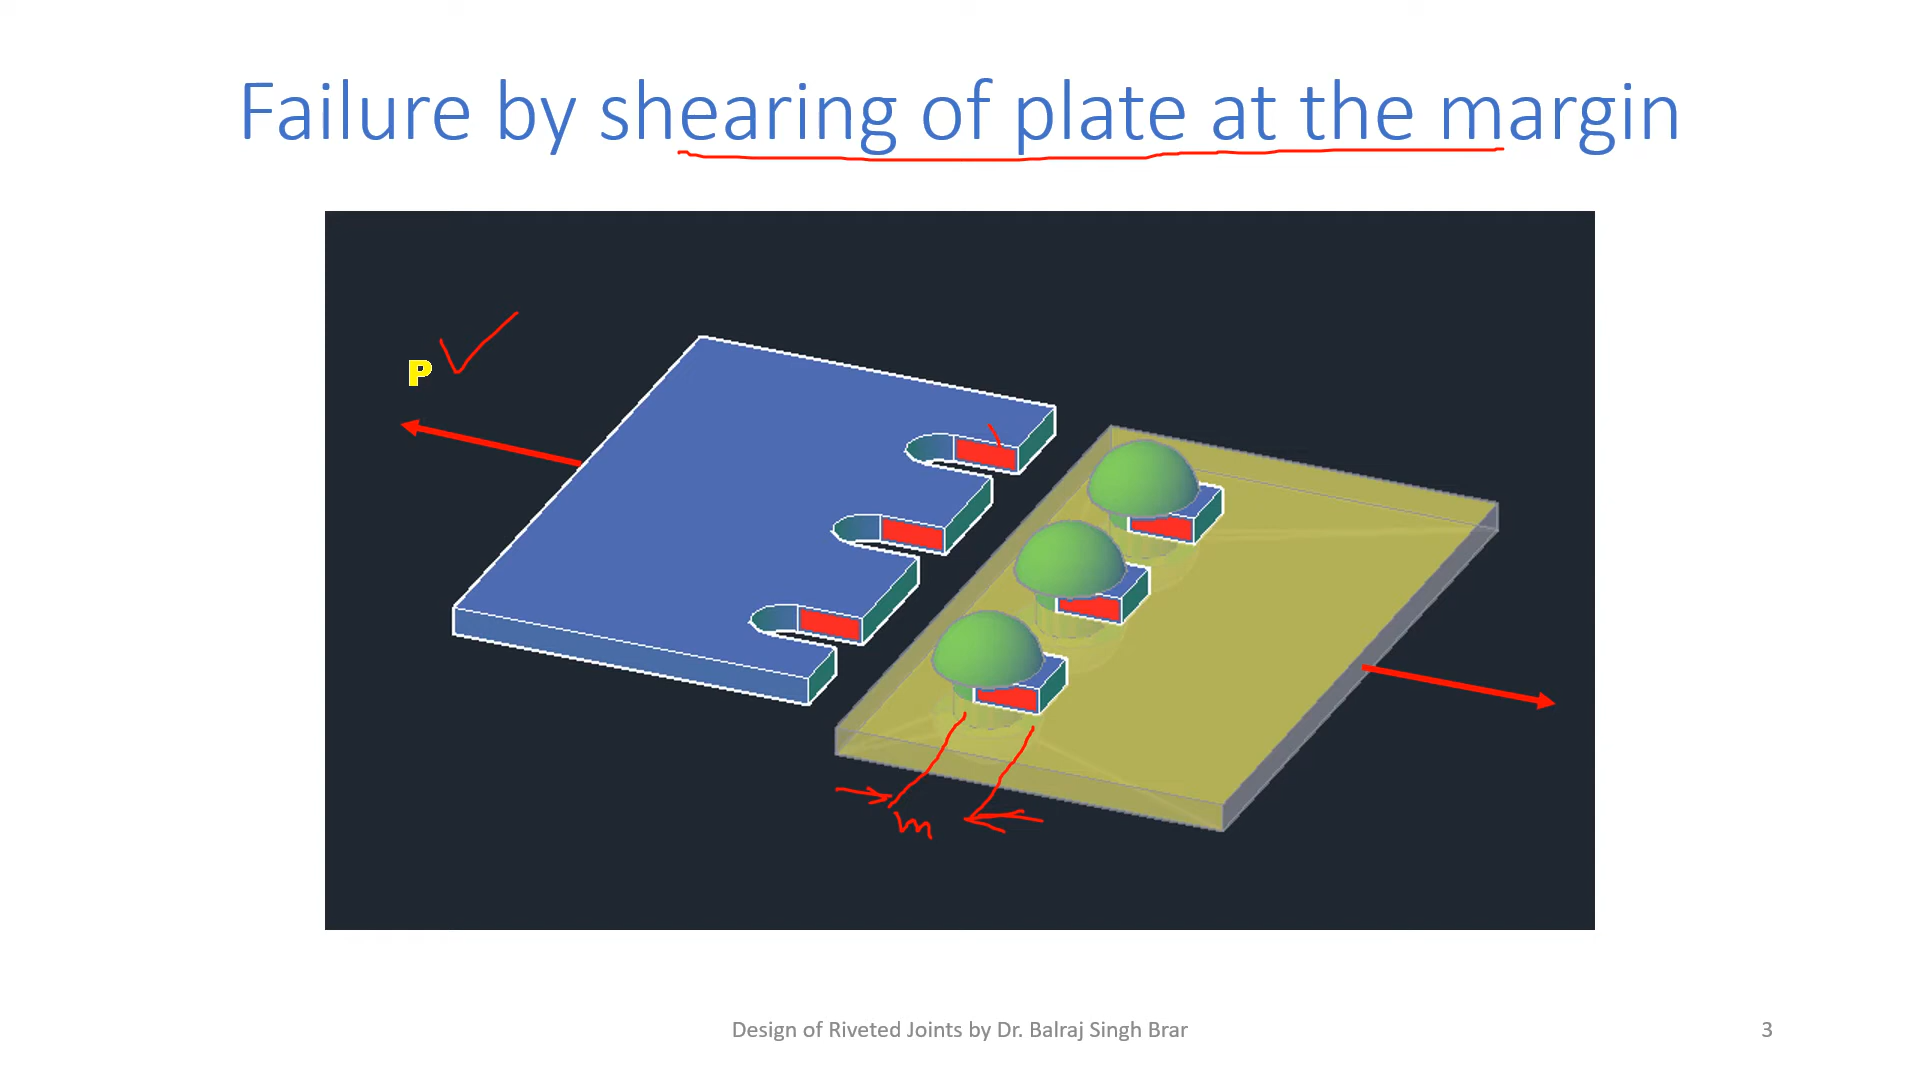 Failure by shearing of plate at the margin
P
m
Design of Riveted Joints by Dr. Balraj Singh Brar
3